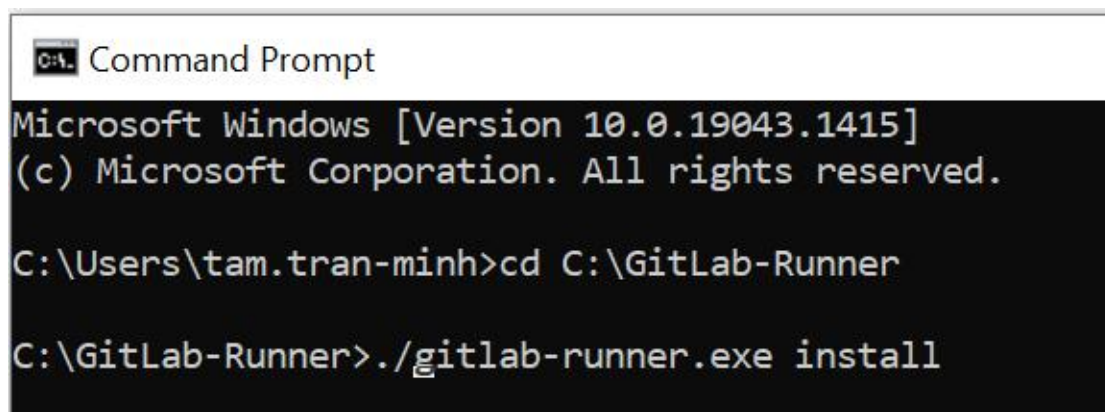 Command Prompt
Microsoft Windows [Version 10.0.19043.1415]
(c) Microsoft Corporation. All rights reserved.
C:\Users\tam.tran-minh>cd C:\GitLab-Runner
C:\GitLab-Runner>./gitlab-runner.exe install